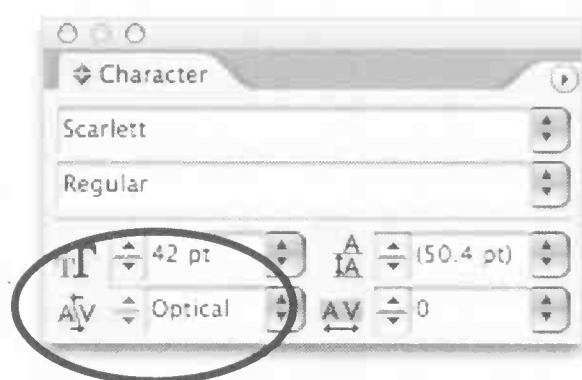 Character
Scarlett
Regular
42 pt (50.4 pt)
Optical 0